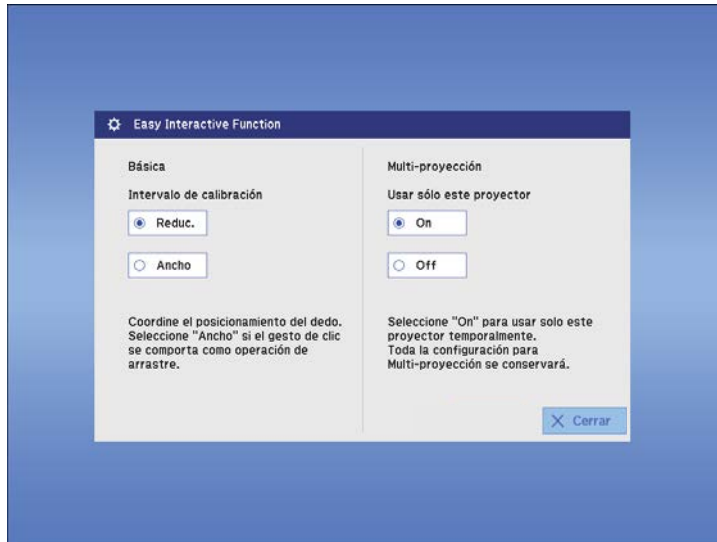 Easy Interactive Function
Básica
Intervalo de calibración
Reduc.
Ancho
Coordine el posicionamiento del dedo.
Seleccione "Ancho" si el gesto de clic
se comporta como operación de
arrastre.
Multi-proyección
Usar sólo este proyector
On
Off
Seleccione "On" para usar solo este
proyector temporalmente.
Toda la configuración para
Multi-proyección se conservará.
Cerrar